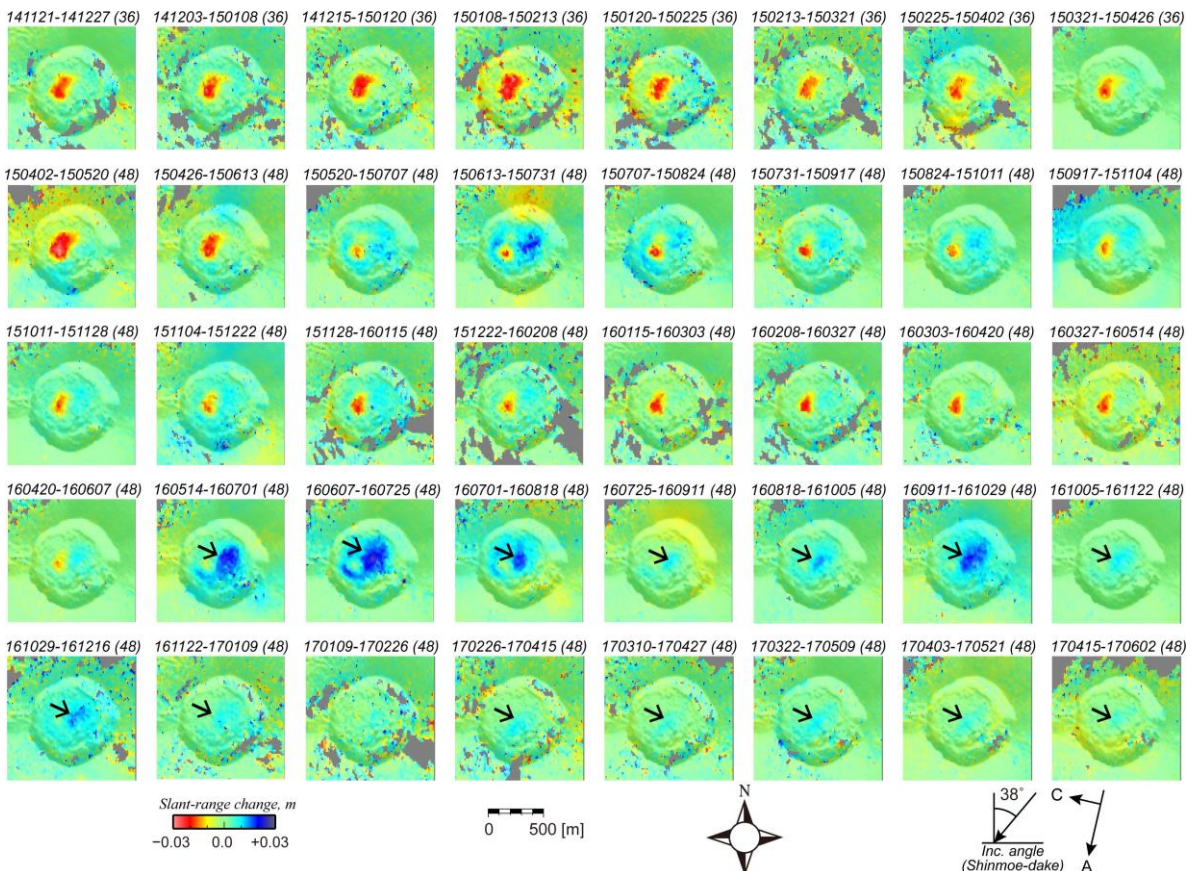 141121-141227 (36) 141203-150108 (36) 141215-150120 (36) 150108-150213 (36) 150120-150225 (36) 150213-150321 (36) 150225-150402 (36) 150321-150426 (36)
150402-150520 (48) 150426-150613 (48) 150520-150707 (48) 150613-150731 (48) 150707-150824 (48) 150731-150917 (48) 150824-151011 (48) 150917-151104 (48)
151011-151128 (48) 151104-151222 (48) 151128-160115 (48) 151222-160208 (48) 160115-160303 (48) 160208-160327 (48) 160303-160420 (48) 160327-160514 (48)
160420-160607 (48) 160514-160701 (48) 160607-160725 (48) 160701-160818 (48) 160725-160911 (48) 160818-161005 (48) 160911-161029 (48) 161005-161122 (48)
161029-161216 (48) 161122-170109 (48) 170109-170226 (48) 170226-170415 (48) 170310-170427 (48) 170322-170509 (48) 170403-170521 (48) 170415-170602 (48)
Slant-range change, m
-0.03 0.0 +0.03
0 500 [m]
N
38°
Inc. angle
(Shinmoe-dake)
C
A